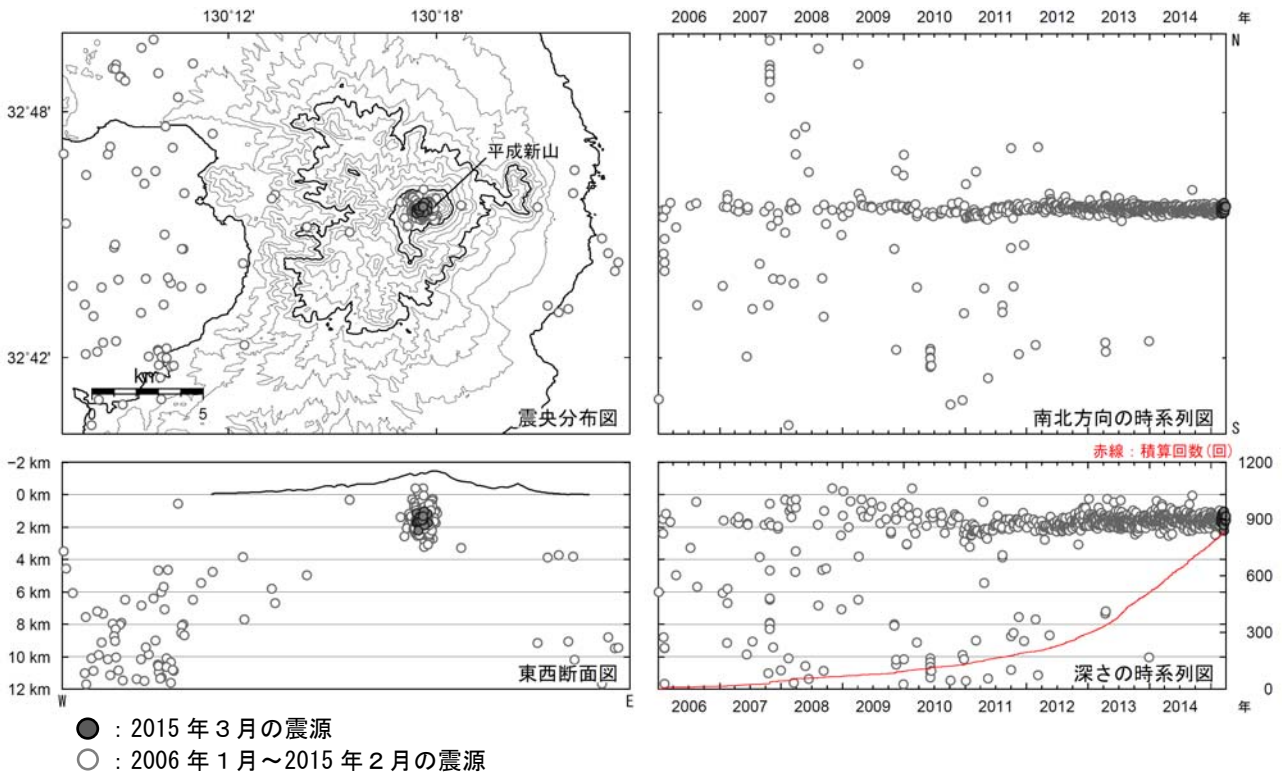 130°12′ 130°18′
2006 2007 2008 2009 2010 2011 2012 2013 2014 年
N
32°48′
平成新山
32°42′
km
0 5
震央分布図
南北方向の時系列図
S
赤線：積算回数(回)
-2 km
0 km
2 km
4 km
6 km
8 km
10 km
12 km
W E
東西断面図
1200
900
600
300
0
深さの時系列図
2006 2007 2008 2009 2010 2011 2012 2013 2014 年
：2015 年３月の震源
：2006 年１月～2015 年２月の震源